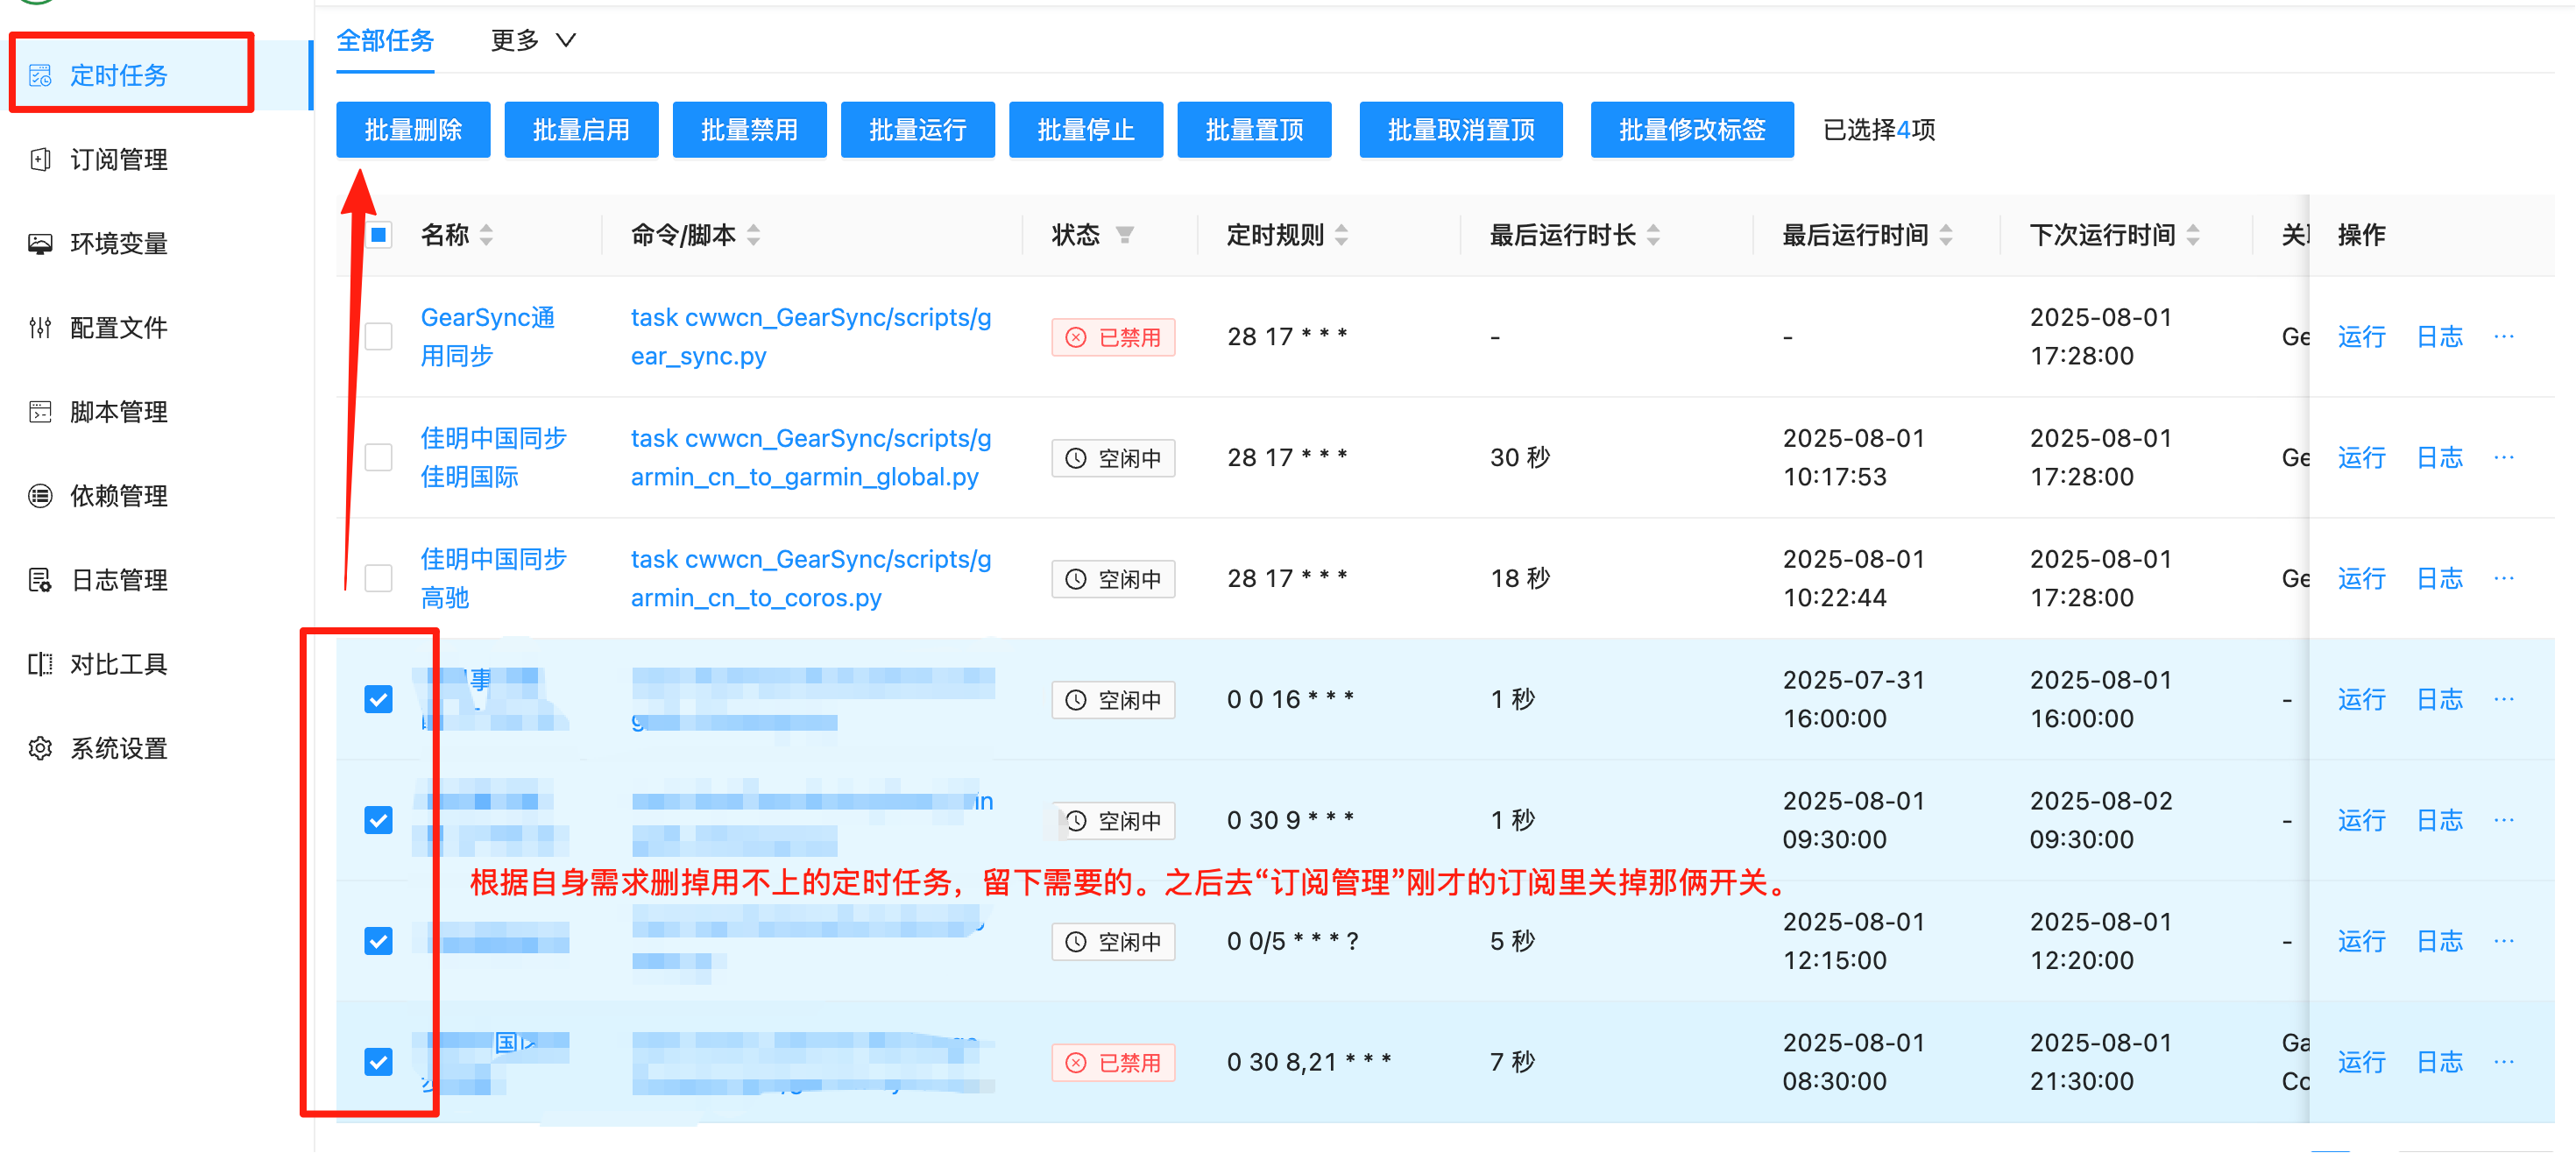 全部任务 更多
定时任务
订阅管理
环境变量
配置文件
脚本管理
依赖管理
日志管理
对比工具
系统设置
批量删除 批量启用 批量禁用 批量运行 批量停止 批量置顶 批量取消置顶 批量修改标签 已选择4项
名称 命令/脚本 状态 定时规则 最后运行时长 最后运行时间 下次运行时间 操作
GearSync通 task cwwcn_GearSync/scripts/g 2025-08-01
已禁用 28 17 * * * - - Ge 运行 日志 ...
用同步 ear_sync.py 17:28:00
佳明中国同步 task cwwcn_GearSync/scripts/g 2025-08-01 2025-08-01
空闲中 28 17 * * * 30 秒 Ge 运行 日志 ...
佳明国际 armin_cn_to_garmin_global.py 10:17:53 17:28:00
佳明中国同步 task cwwcn_GearSync/scripts/g 2025-08-01 2025-08-01
空闲中 28 17 * * * 18 秒 Ge 运行 日志 ...
高驰 armin_cn_to_coros.py 10:22:44 17:28:00
事 2025-07-31 2025-08-01
空闲中 0 0 16 * * * 1 秒 - 运行 日志 ...
16:00:00 16:00:00
in 2025-08-01 2025-08-02
空闲中 0 30 9 * * * 1 秒 - 运行 日志 ...
09:30:00 09:30:00
根据自身需求删掉用不上的定时任务，留下需要的。之后去“订阅管理”刚才的订阅里关掉那俩开关。
2025-08-01 2025-08-01
空闲中 0 0/5 * * * ? 5 秒 - 运行 日志 ...
12:15:00 12:20:00
2025-08-01 2025-08-01 Ga
已禁用 0 30 8,21 * * * 7 秒 运行 日志 ...
08:30:00 21:30:00 Co